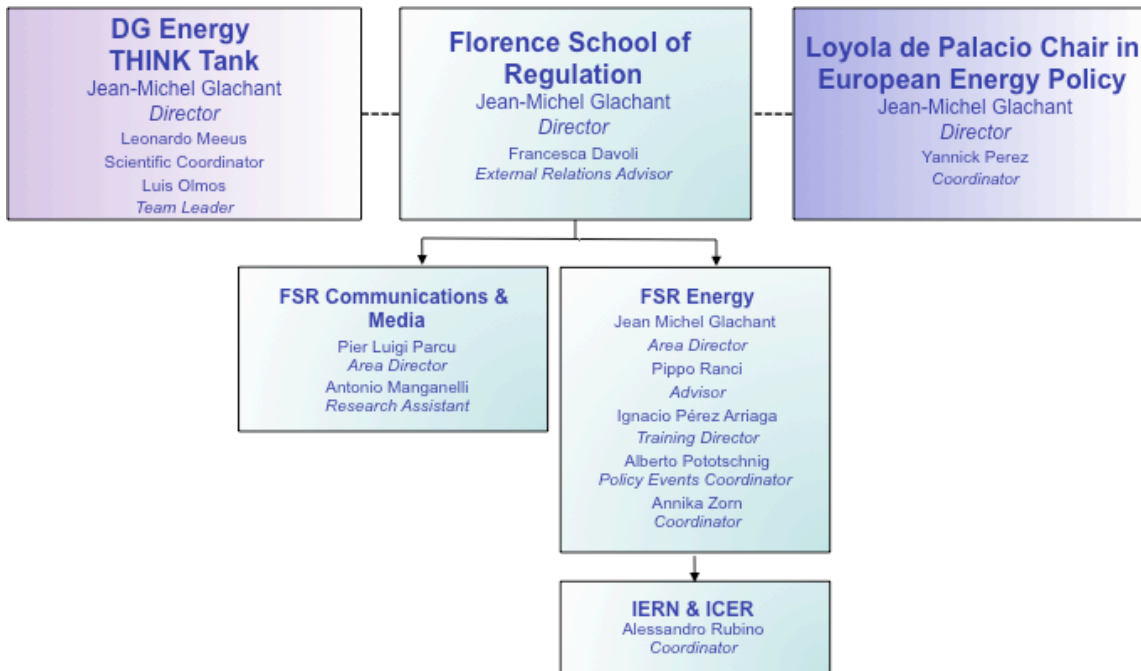 DG Energy
THINK Tank
Jean-Michel Glachant
Director
Leonardo Meeus
Scientific Coordinator
Luis Olmos
Team Leader
Florence School of
Regulation
Jean-Michel Glachant
Director
Francesca Davoli
External Relations Advisor
Loyola de Palacio Chair in
European Energy Policy
Jean-Michel Glachant
Director
Yannick Perez
Coordinator
FSR Communications &
Media
Pier Luigi Parcu
Area Director
Antonio Manganelli
Research Assistant
FSR Energy
Jean Michel Glachant
Area Director
Pippo Ranci
Advisor
Ignacio Pérez Arriaga
Training Director
Alberto Pototschnig
Policy Events Coordinator
Annika Zorn
Coordinator
IERN & ICER
Alessandro Rubino
Coordinator